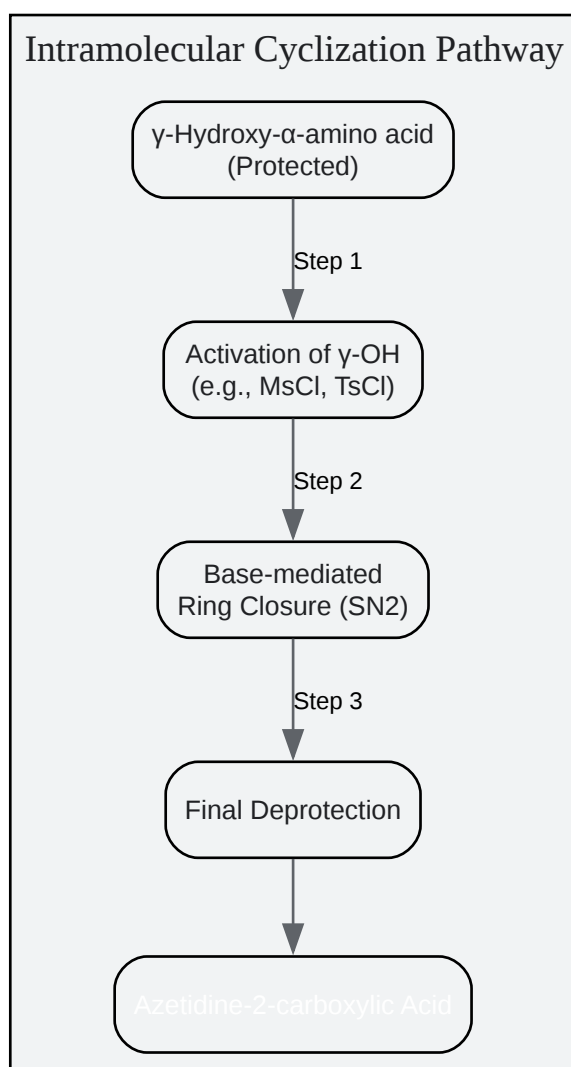 Intramolecular Cyclization Pathway
γ-Hydroxy-α-amino acid
(Protected)
Step 1
Activation of γ-OH
(e.g., MsCl, TsCl)
Step 2
Base-mediated
Ring Closure (SN2)
Step 3
Final Deprotection
Azetidine-2-carboxylic Acid